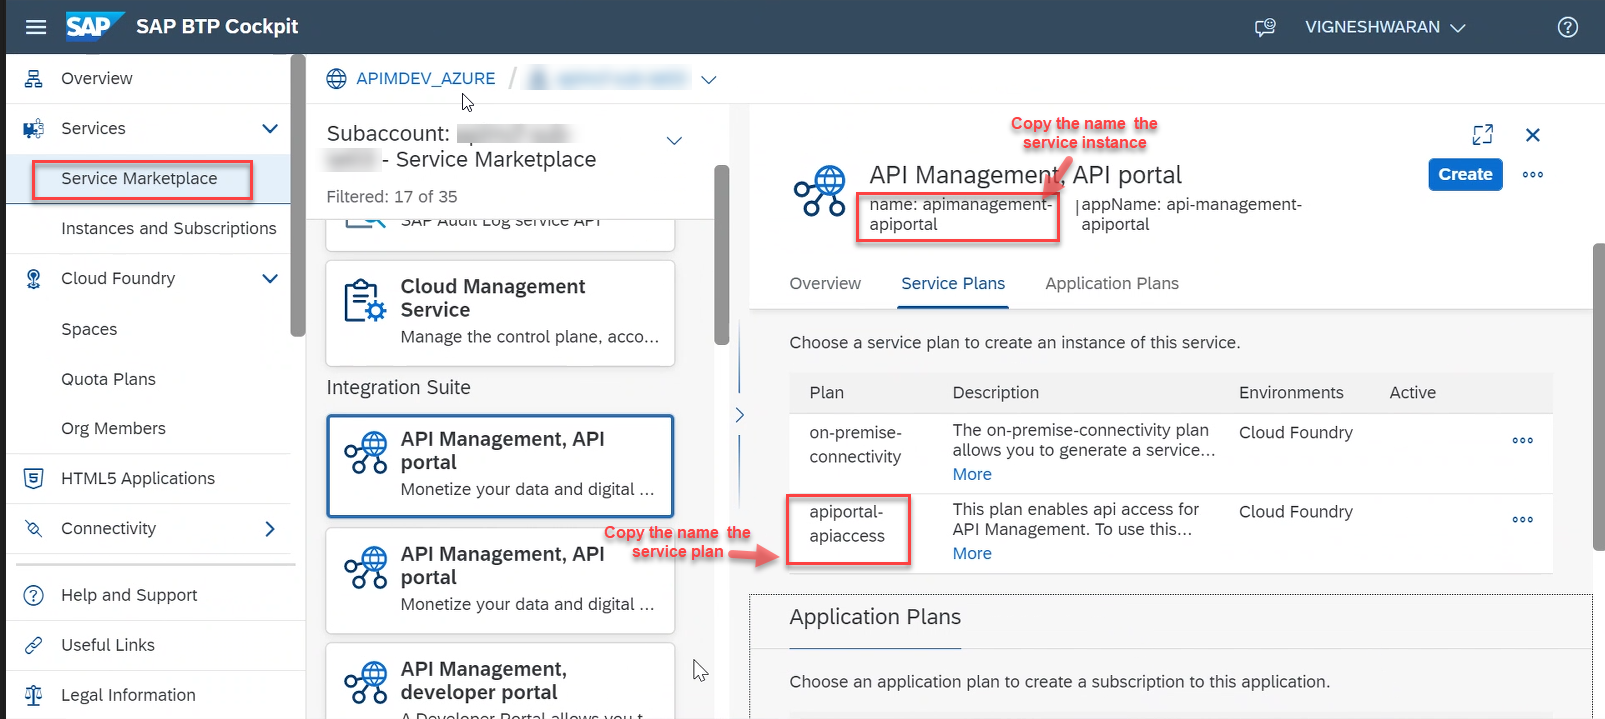 SAP SAP BTP Cockpit
VIGNESHWARAN
Overview
Services
Service Marketplace
Instances and Subscriptions
Cloud Foundry
Spaces
Quota Plans
Org Members
HTML5 Applications
Connectivity
Help and Support
Useful Links
Legal Information
APIMDEV_AZURE /
Subaccount:
- Service Marketplace
Filtered: 17 of 35
SAP Audit Log service API
Cloud Management
Service
Manage the control plane, acco...
Integration Suite
API Management, API
portal
Monetize your data and digital ...
API Management, API
portal
Monetize your data and digital ...
API Management,
developer portal
A Developer Portal allows you t
Copy the name the
service instance
API Management, API portal
Create
name: apimanagement-
apiportal
|appName: api-management-
apiportal
Overview
Service Plans
Application Plans
Choose a service plan to create an instance of this service.
Plan Description Environments Active
on-premise-
connectivity
The on-premise-connectivity plan
allows you to generate a service...
More
Cloud Foundry
Copy the name the
service plan
apiportal-
apiaccess
This plan enables api access for
API Management. To use this...
More
Cloud Foundry
Application Plans
Choose an application plan to create a subscription to this application.